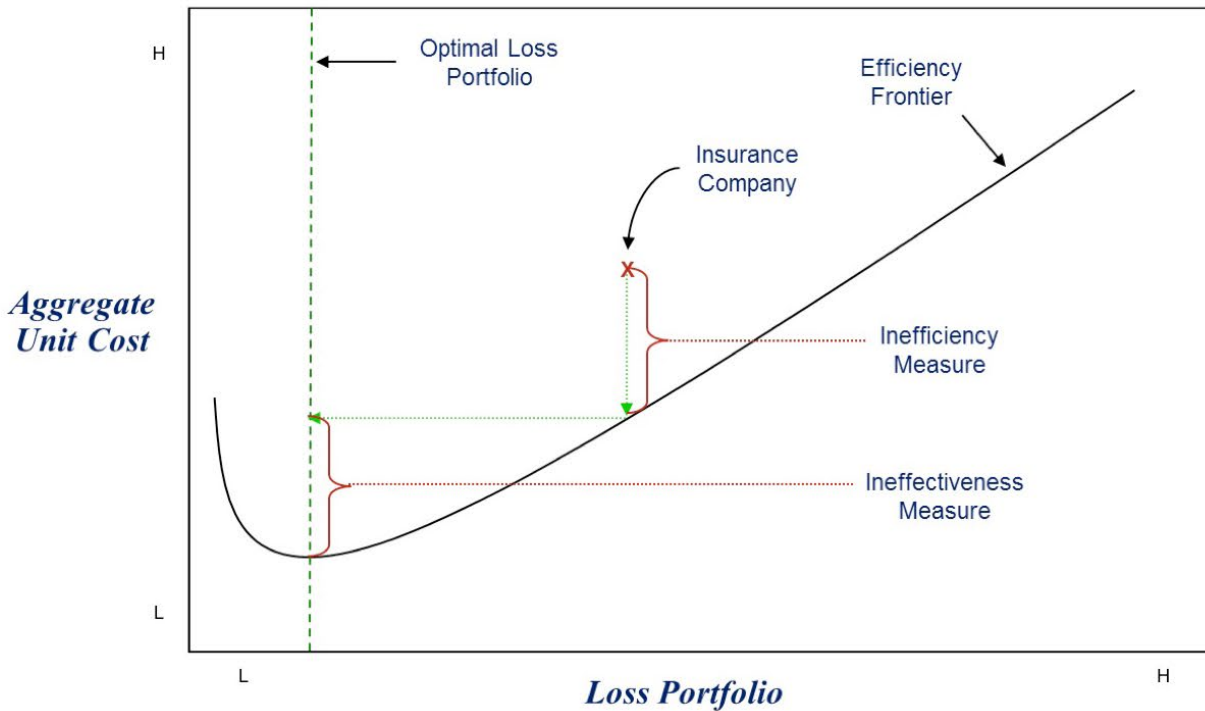 H
Optimal Loss
Portfolio
Efficiency
Frontier
Insurance
Company
X
Aggregate
Unit Cost
Inefficiency
Measure
Ineffectiveness
Measure
L
L
H
Loss Portfolio